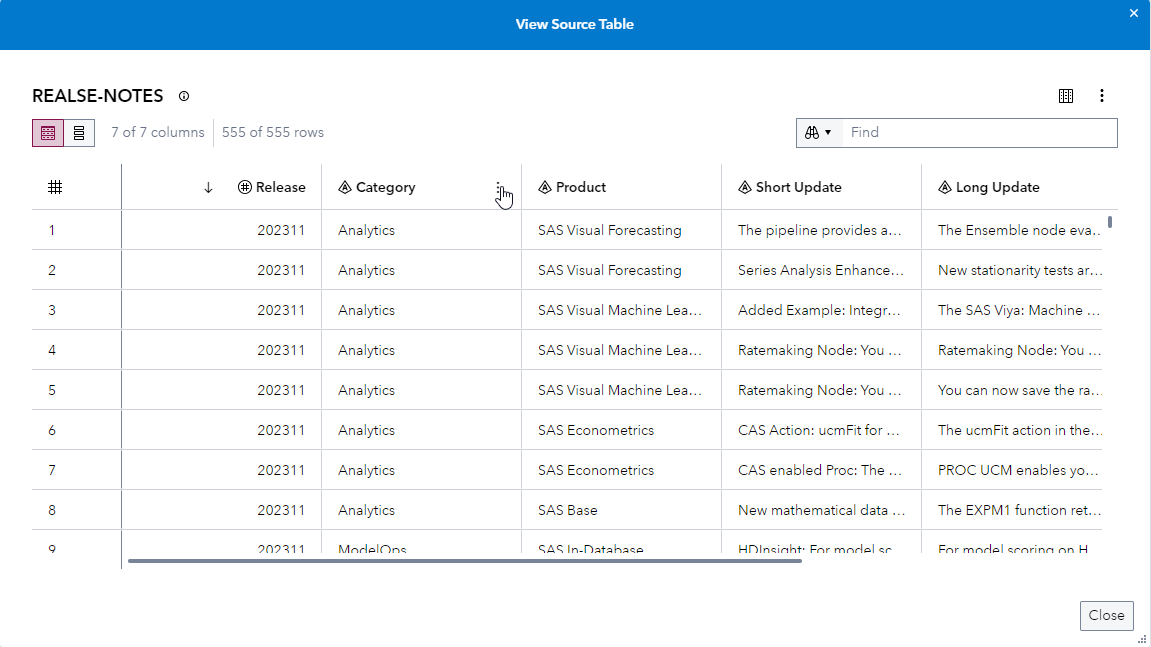 View Source Table
REALSE-NOTES
7 of 7 columns 555 of 555 rows Find
Release Category Product Short Update Long Update
1 202311 Analytics SAS Visual Forecasting The pipeline provides a... The Ensemble node eva...
2 202311 Analytics SAS Visual Forecasting Series Analysis Enhance... New stationarity tests ar...
3 202311 Analytics SAS Visual Machine Lea... Added Example: Integr... The SAS Viya: Machine ...
4 202311 Analytics SAS Visual Machine Lea... Ratemaking Node: You ... Ratemaking Node: You ...
5 202311 Analytics SAS Visual Machine Lea... Ratemaking Node: You ... You can now save the ra...
6 202311 Analytics SAS Econometrics CAS Action: ucmFit for ... The ucmFit action in the...
7 202311 Analytics SAS Econometrics CAS enabled Proc: The ... PROC UCM enables yo...
8 202311 Analytics SAS Base New mathematical data ... The EXPM1 function ret...
9 202311 ModelOps SAS In-Database HDInsight: For model sc For model scoring on H
Close